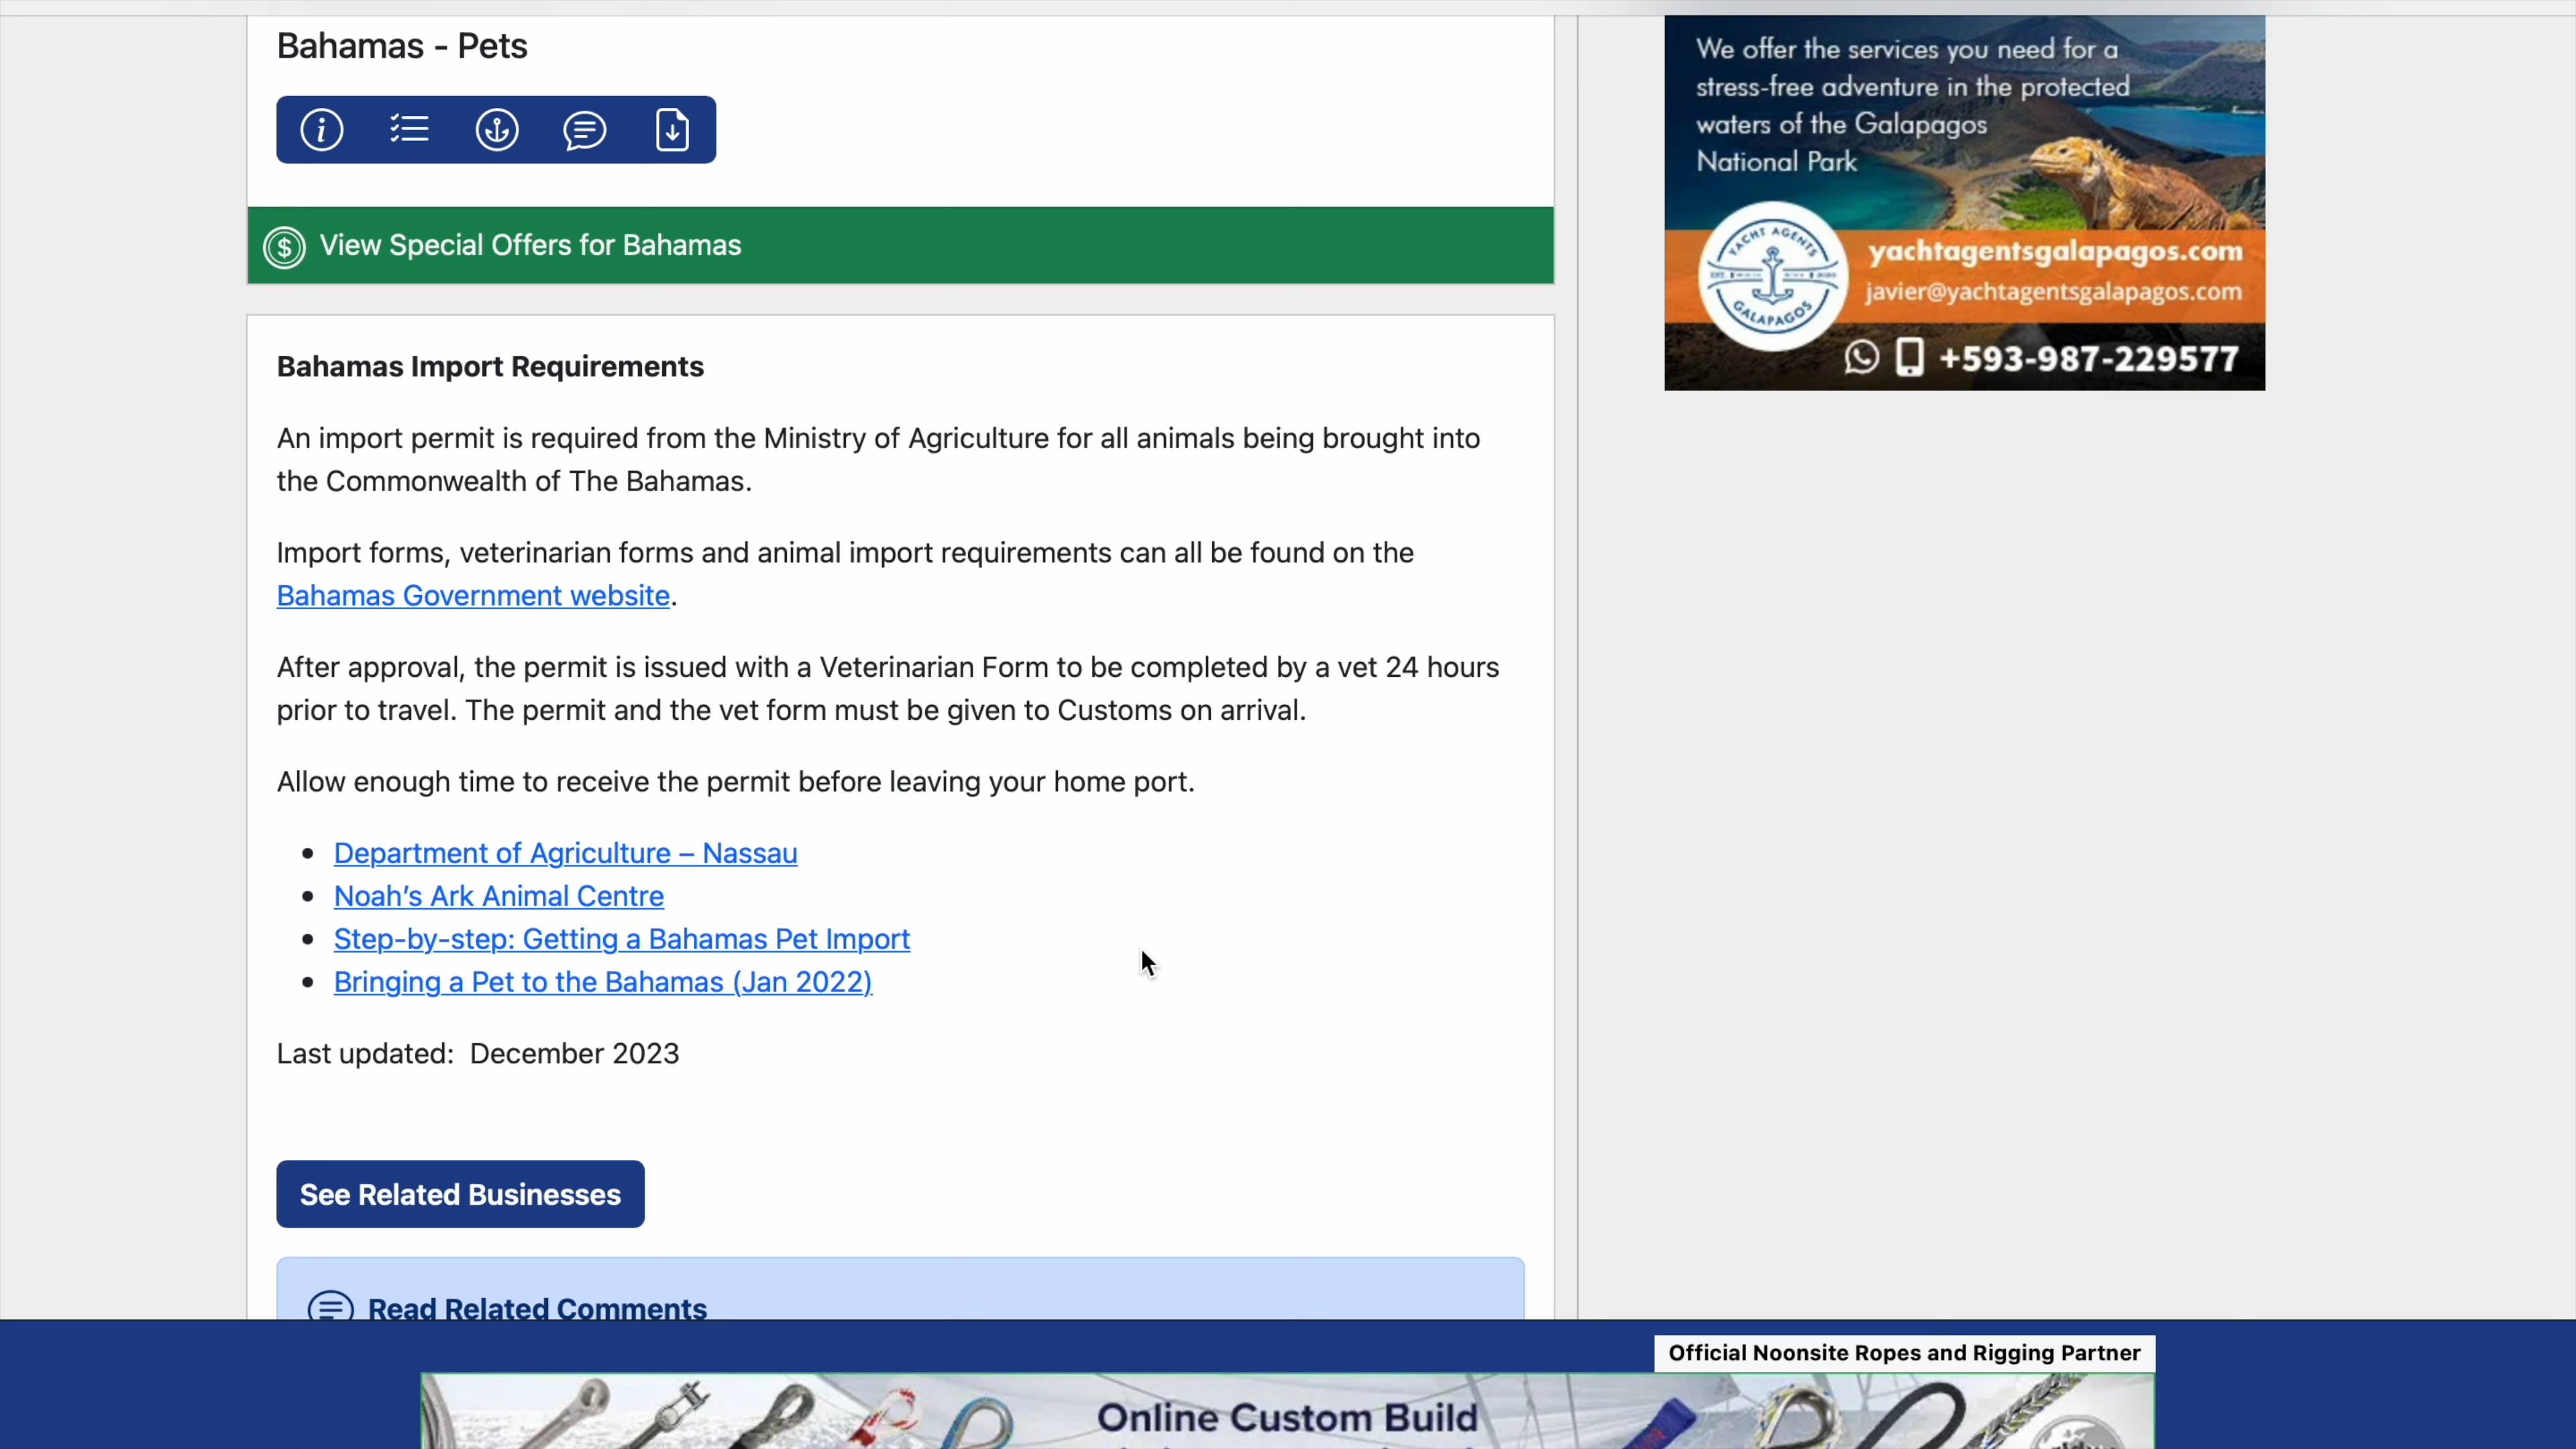 Bahamas - Pets
View Special Offers for Bahamas
Bahamas Import Requirements
An import permit is required from the Ministry of Agriculture for all animals being brought into
the Commonwealth of The Bahamas.
Import forms, veterinarian forms and animal import requirements can all be found on the
Bahamas Government website.
After approval, the permit is issued with a Veterinarian Form to be completed by a vet 24 hours
prior to travel. The permit and the vet form must be given to Customs on arrival.
Allow enough time to receive the permit before leaving your home port.
• Department of Agriculture – Nassau
• Noah’s Ark Animal Centre
• Step-by-step: Getting a Bahamas Pet Import
• Bringing a Pet to the Bahamas (Jan 2022)
Last updated:  December 2023
See Related Businesses
Read Related Comments
We offer the services you need for a
stress-free adventure in the protected
waters of the Galapagos
National Park
YACHT AGENTS
GALAPAGOS
yachtagentsgalapagos.com
javier@yachtagentsgalapagos.com
+593-987-229577
Official Noonsite Ropes and Rigging Partner
Online Custom Build